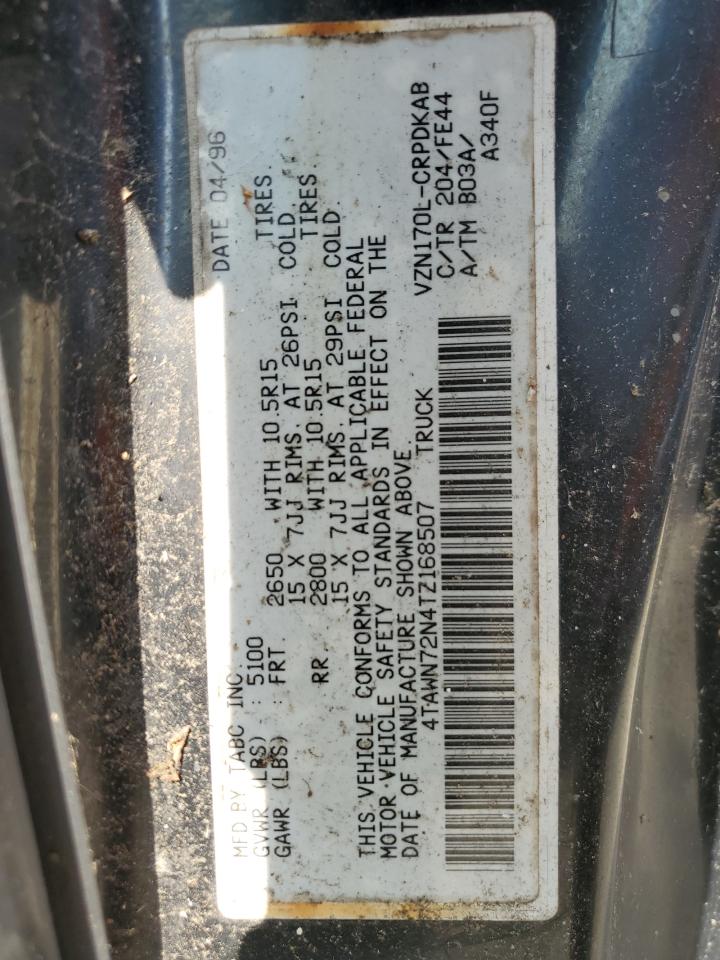 MFD BY TABC INC. DATE 04/96
GVWR (LBS) : 5100
GAWR (LBS) : FRT. 2650 WITH 10.5R15 TIRES.
15 X 7JJ RIMS. AT 26PSI COLD.
RR. 2800 WITH 10.5R15 TIRES.
15 X 7JJ RIMS. AT 29PSI COLD.
THIS VEHICLE CONFORMS TO ALL APPLICABLE FEDERAL
MOTOR VEHICLE SAFETY STANDARDS IN EFFECT ON THE
DATE OF MANUFACTURE SHOWN ABOVE.
4TAWN72N4TZ168507 TRUCK VZN170L-CRPDKAB
C/TR 204/FE44
A/TM B03A/
A340F